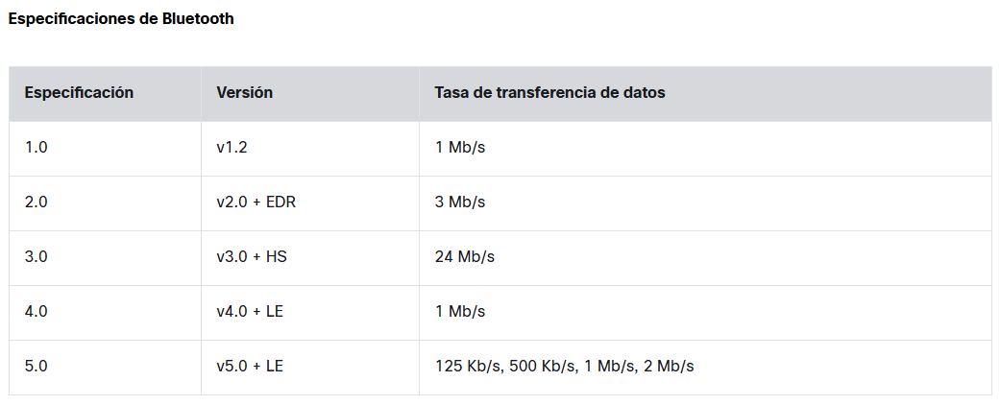 Especificaciones de Bluetooth
Especificación Versión Tasa de transferencia de datos
1.0 v1.2 1 Mb/s
2.0 v2.0 + EDR 3 Mb/s
3.0 v3.0 + HS 24 Mb/s
4.0 v4.0 + LE 1 Mb/s
5.0 v5.0 + LE 125 Kb/s, 500 Kb/s, 1 Mb/s, 2 Mb/s